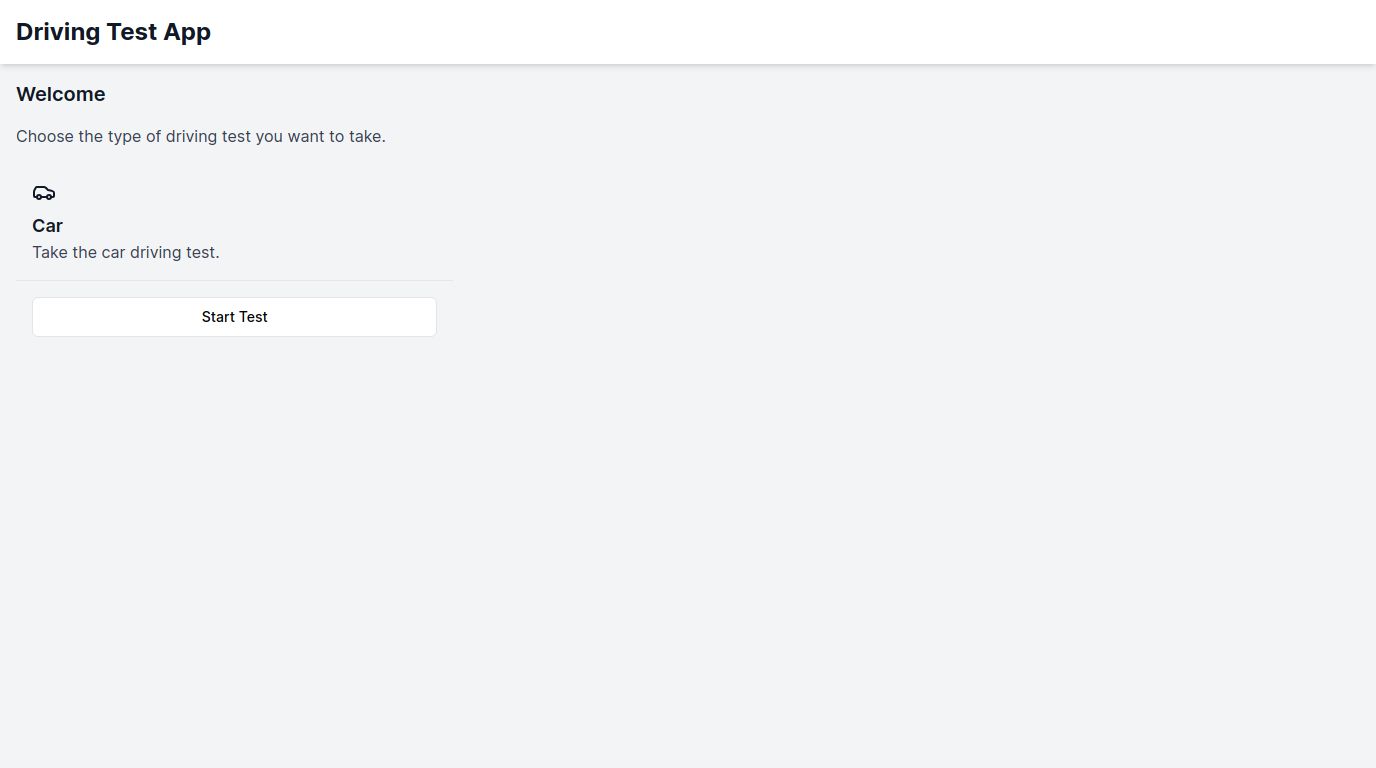 Driving Test App
Welcome
Choose the type of driving test you want to take.
Car
Take the car driving test.
Start Test